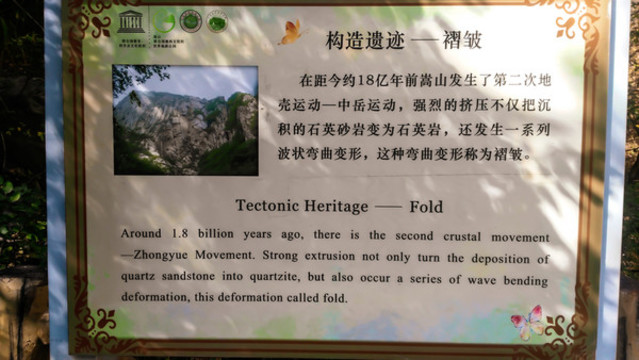 构造遗迹 — 褶皱
在距今约18亿年前嵩山发生了第二次地
壳运动—中岳运动，强烈的挤压不仅把沉
积的石英砂岩变为石英岩，还发生一系列
波状弯曲变形，这种弯曲变形称为褶皱。
Tectonic Heritage — Fold
Around 1.8 billion years ago, there is the second crustal movement
—Zhongyue Movement. Strong extrusion not only turn the deposition of
quartz sandstone into quartzite, but also occur a series of wave bending
deformation, this deformation called fold.